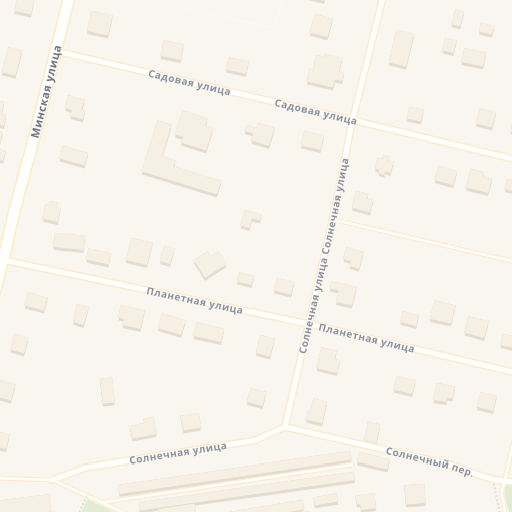 Минская улица
Садовая улица
Садовая улица
Солнечная улица
Солнечная улица
Планетная улица
Планетная улица
Солнечная улица
Солнечный пер.